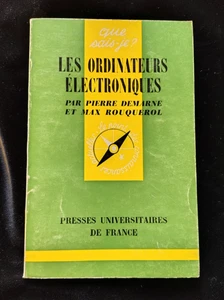 que
sais-je?
LES ORDINATEURS
ÉLECTRONIQUES
PAR PIERRE DEMARNE
ET MAX ROUQUEROL
PRESSES UNIVERSITAIRES
DE FRANCE